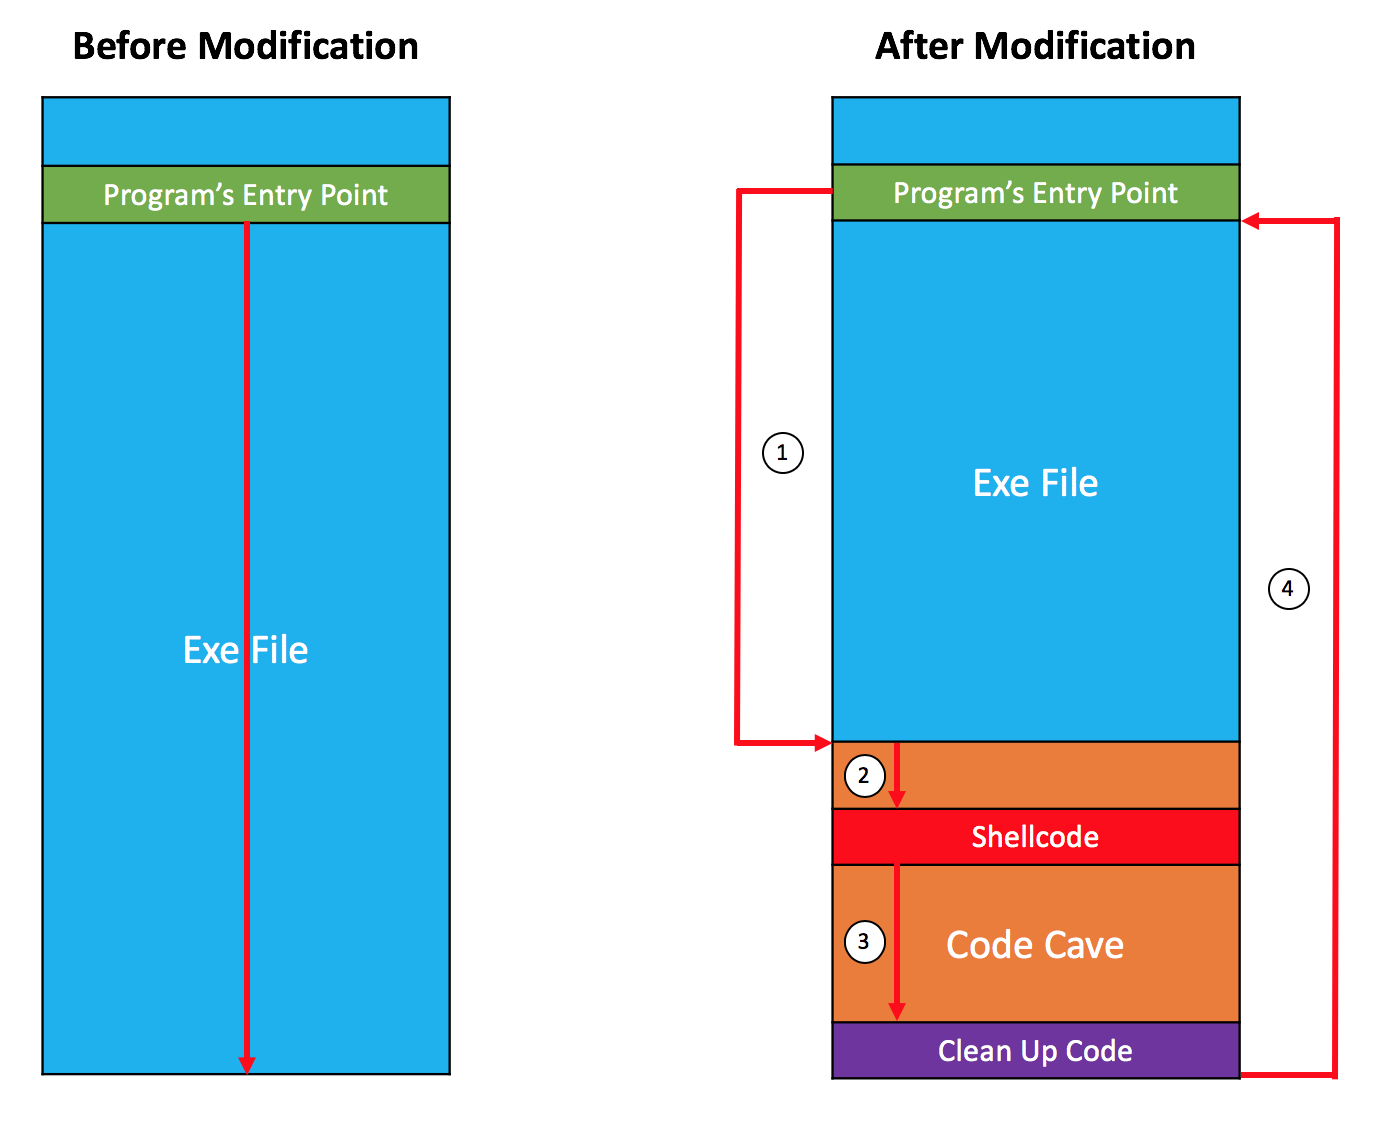 Before Modification
Program’s Entry Point
Exe File
After Modification
Program’s Entry Point
1
Exe File
4
2
Shellcode
3
Code Cave
Clean Up Code